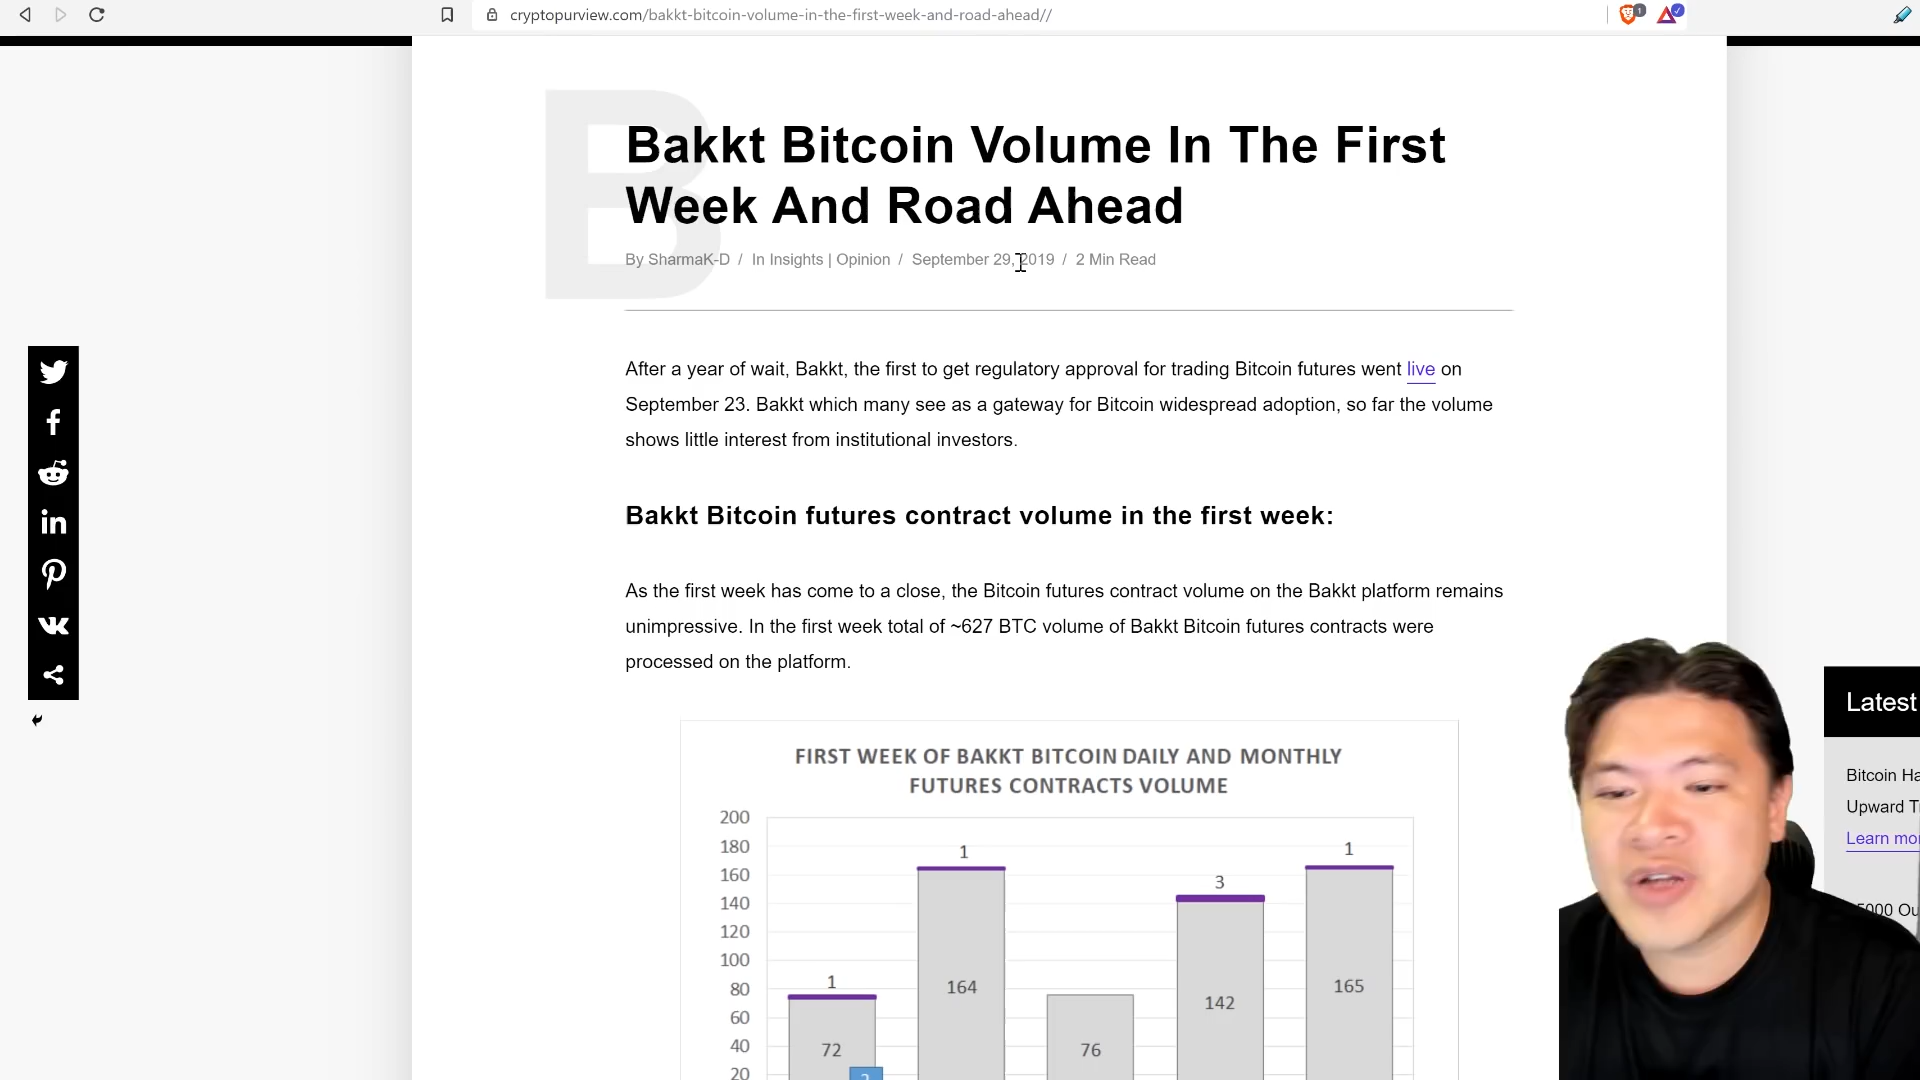 cryptopurview.com/bakkt-bitcoin-volume-in-the-first-week-and-road-ahead//
1
B
Bakkt Bitcoin Volume In The First
Week And Road Ahead
By SharmaK-D / In Insights | Opinion / September 29, 2019 / 2 Min Read
After a year of wait, Bakkt, the first to get regulatory approval for trading Bitcoin futures went live on
September 23. Bakkt which many see as a gateway for Bitcoin widespread adoption, so far the volume
shows little interest from institutional investors.
Bakkt Bitcoin futures contract volume in the first week:
As the first week has come to a close, the Bitcoin futures contract volume on the Bakkt platform remains
unimpressive. In the first week total of ~627 BTC volume of Bakkt Bitcoin futures contracts were
processed on the platform.
FIRST WEEK OF BAKKT BITCOIN DAILY AND MONTHLY
FUTURES CONTRACTS VOLUME
200
180
160
140
120
100
80
60
40
20
1
72
1
164
76
3
142
1
165
Latest
Bitcoin Ha
Upward T
Learn mo